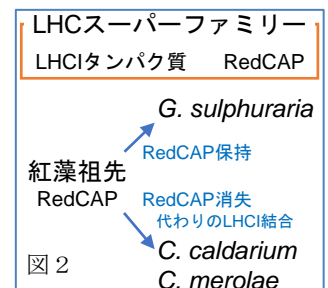 LHCスーパーファミリー
LHCIタンパク質 RedCAP
G. sulphuraria
RedCAP保持
紅藻祖先
RedCAP
RedCAP消失
代わりのLHCI結合
C. caldarium
C. merolae
図２